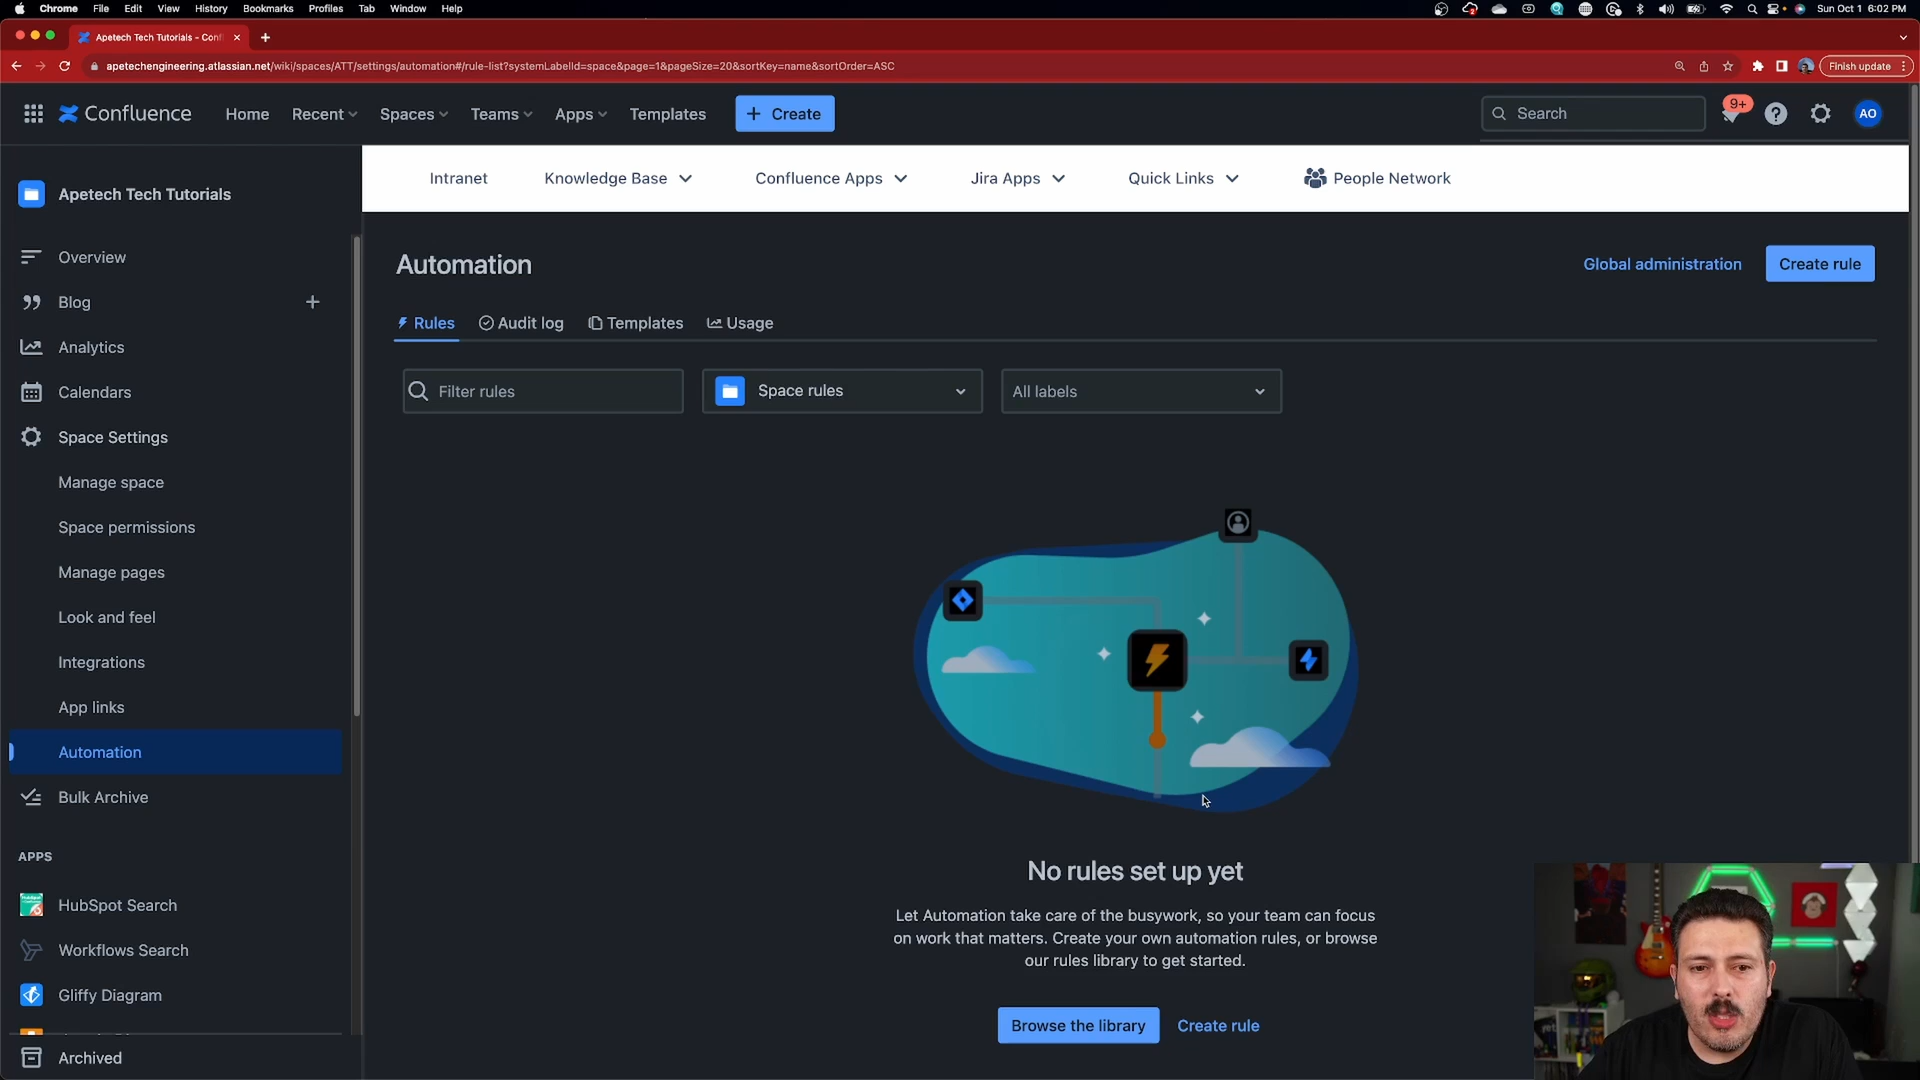 Chrome File Edit View History Bookmarks Profiles Tab Window Help
Sun Oct 1 6:02 PM
Apetech Tech Tutorials - Conf
apetechengineering.atlassian.net/wiki/spaces/ATT/settings/automation#/rule-list?systemLabelId=space&page=1&pageSize=20&sortKey=name&sortOrder=ASC
Finish update
Confluence
Home Recent Spaces Teams Apps Templates
+ Create
Search
9+
AO
Apetech Tech Tutorials
Overview
Blog
Analytics
Calendars
Space Settings
Manage space
Space permissions
Manage pages
Look and feel
Integrations
App links
Automation
Bulk Archive
APPS
HubSpot Search
Workflows Search
Gliffy Diagram
Archived
Intranet Knowledge Base Confluence Apps Jira Apps Quick Links People Network
Automation
Global administration
Create rule
Rules Audit log Templates Usage
Filter rules
Space rules
All labels
No rules set up yet
Let Automation take care of the busywork, so your team can focus
on work that matters. Create your own automation rules, or browse
our rules library to get started.
Browse the library
Create rule